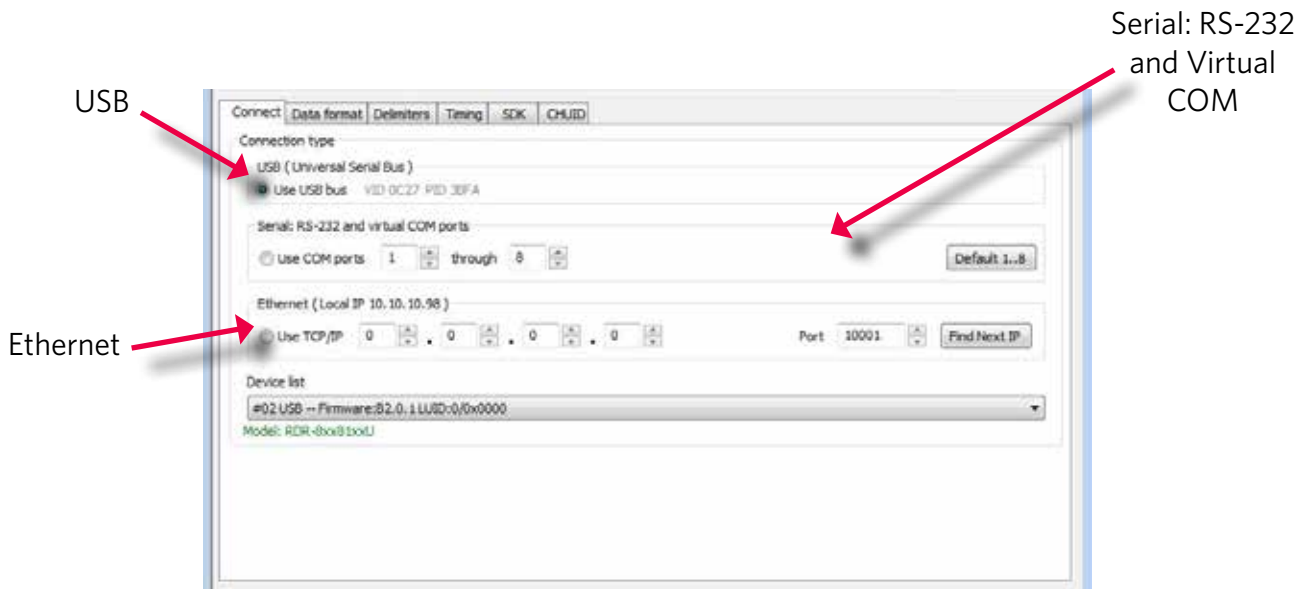 Serial: RS-232
and Virtual
COM
USB
Connect Data format Delimiters Timing SDK CHUID
Connection type
USB ( Universal Serial Bus )
Use USB bus VID 0C27 PID 3BFA
Serial: RS-232 and virtual COM ports
Use COM ports 1 through 8 Default 1..8
Ethernet ( Local IP 10.10.10.98 )
Ethernet
Use TCP/IP 0 . 0 . 0 . 0 Port 10001 Find Next IP
Device list
#02 USB -- Firmware:B2.0.1 LUID:0/0x0000
Model: RDR-8xx81xxU